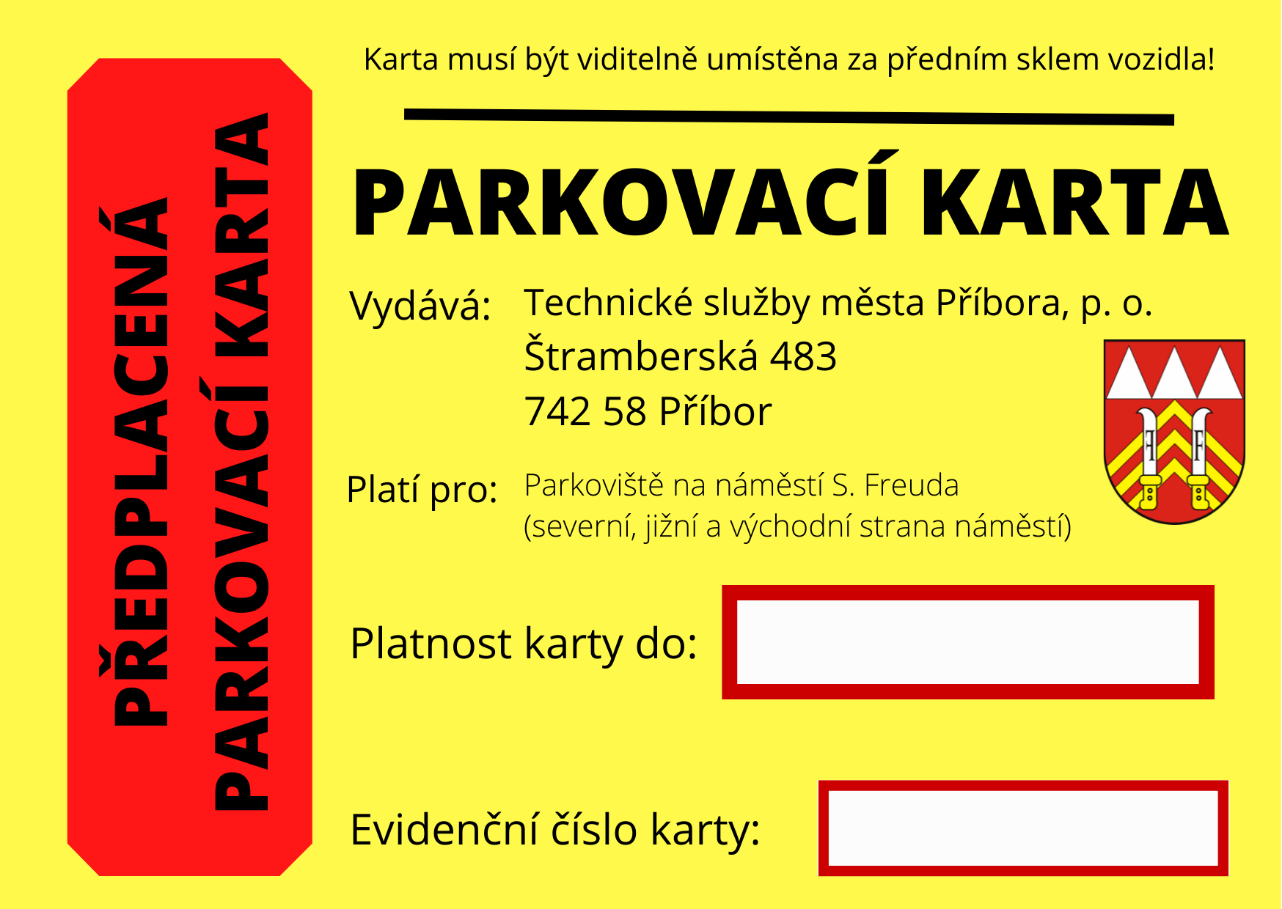 PŘEDPLACENÁ
PARKOVACÍ KARTA
Karta musí být viditelně umístěna za předním sklem vozidla!
PARKOVACÍ KARTA
Vydává: Technické služby města Příbora, p. o.
Štramberská 483
742 58 Příbor
Platí pro: Parkoviště na náměstí S. Freuda
(severní, jižní a východní strana náměstí)
Platnost karty do:
Evidenční číslo karty: